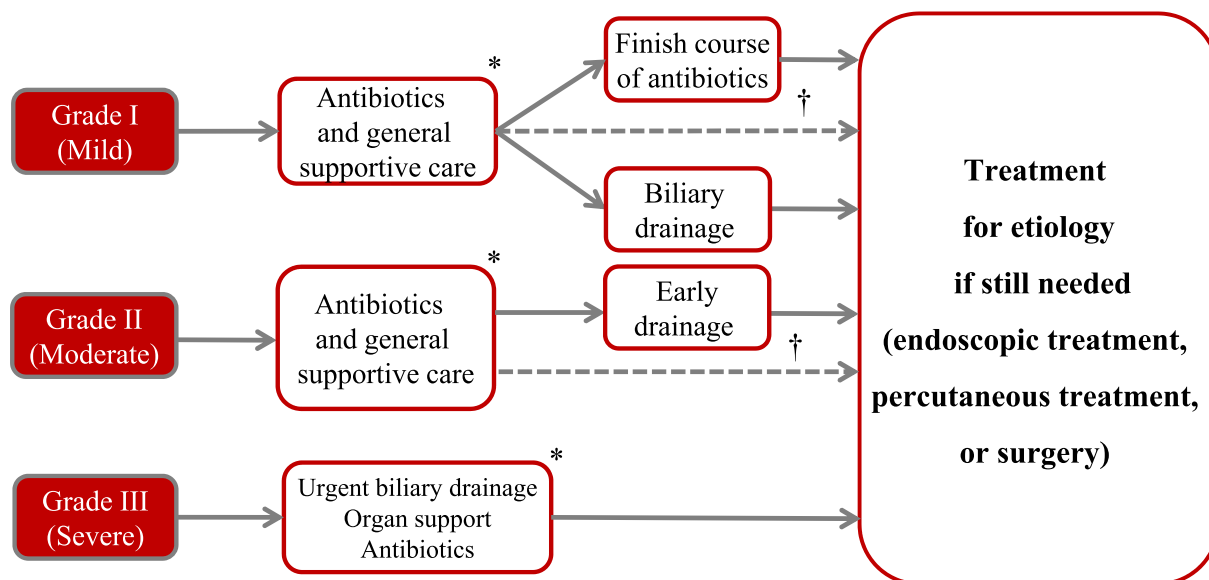 Grade I
(Mild)
Antibiotics
and general
supportive care
*
Finish course
of antibiotics
†
Biliary
drainage
Grade II
(Moderate)
Antibiotics
and general
supportive care
*
Early
drainage
†
Grade III
(Severe)
Urgent biliary drainage
Organ support
Antibiotics
*
Treatment
for etiology
if still needed
(endoscopic treatment,
percutaneous treatment,
or surgery)